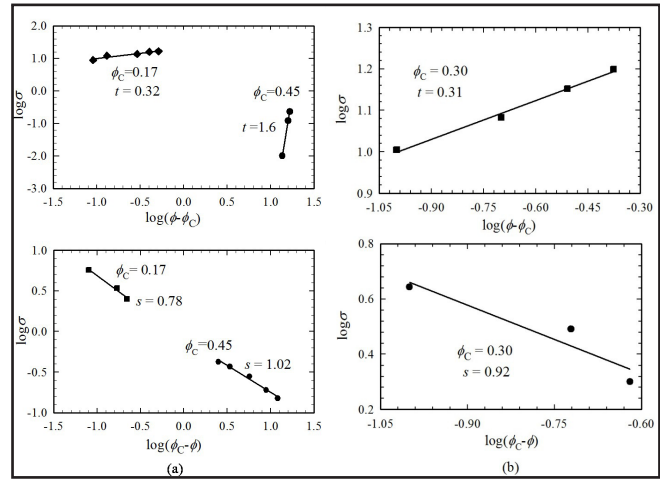 2.0
1.0
0.0
-1.0
-2.0
-3.0
logσ
ϕC=0.17
t = 0.32
ϕC=0.45
t =1.6
-1.5 -1.0 -0.5 0.0 0.5 1.0 1.5
log(ϕ-ϕC)
1.3
1.2
1.1
1.0
0.9
logσ
ϕC = 0.30
t = 0.31
-1.05 -0.90 -0.75 -0.60 -0.45 -0.30
log(ϕ-ϕC)
1.0
0.5
0.0
-0.5
-1.0
logσ
ϕC = 0.17
s = 0.78
ϕC=0.45
s = 1.02
-1.5 -1.0 -0.5 0.0 0.5 1.0 1.5
log(ϕC-ϕ)
(a)
0.8
0.6
0.4
0.2
logσ
ϕC = 0.30
s = 0.92
-1.05 -0.90 -0.75 -0.60
log(ϕC-ϕ)
(b)